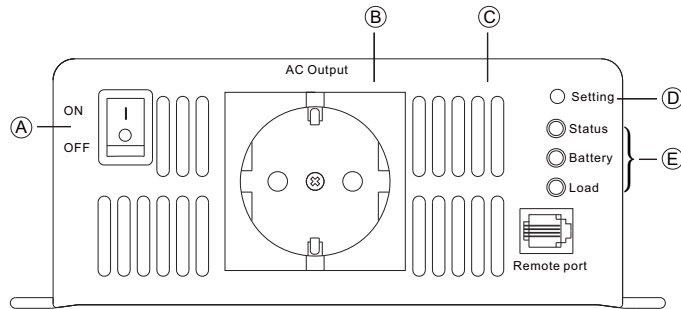 B
C
AC Output
ON
A
OFF
I
Setting
D
Status
Battery
E
Load
Remote port